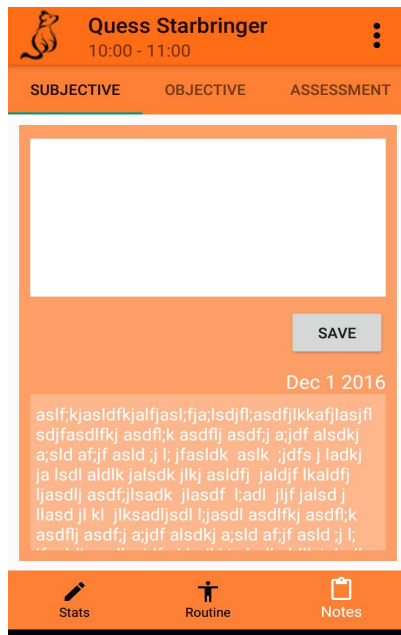 Quess Starbringer
10:00 - 11:00
SUBJECTIVE OBJECTIVE ASSESSMENT
SAVE
Dec 1 2016
aslf;kjasldfkjalfjasl;fja;lsdjfl;asdfjlkkafjlasjfl
sdjfasdlfkj asdfl;k asdflj asdf;j a;jdf alsdkj
a;sld af;jf asld ;j l; jfasldk aslk ;jdfs j ladkj
ja lsdl aldlk jalsdk jlkj asldfj jaldjf lkaldfj
ljasdlj asdf;jlsadk jlasdf l;adl jljf jalsd j
llasd jl kl jlksadljsdl l;jasdl asdlfkj asdfl;k
asdflj asdf;j a;jdf alsdkj a;sld af;jf asld ;j l;
Stats Routine Notes